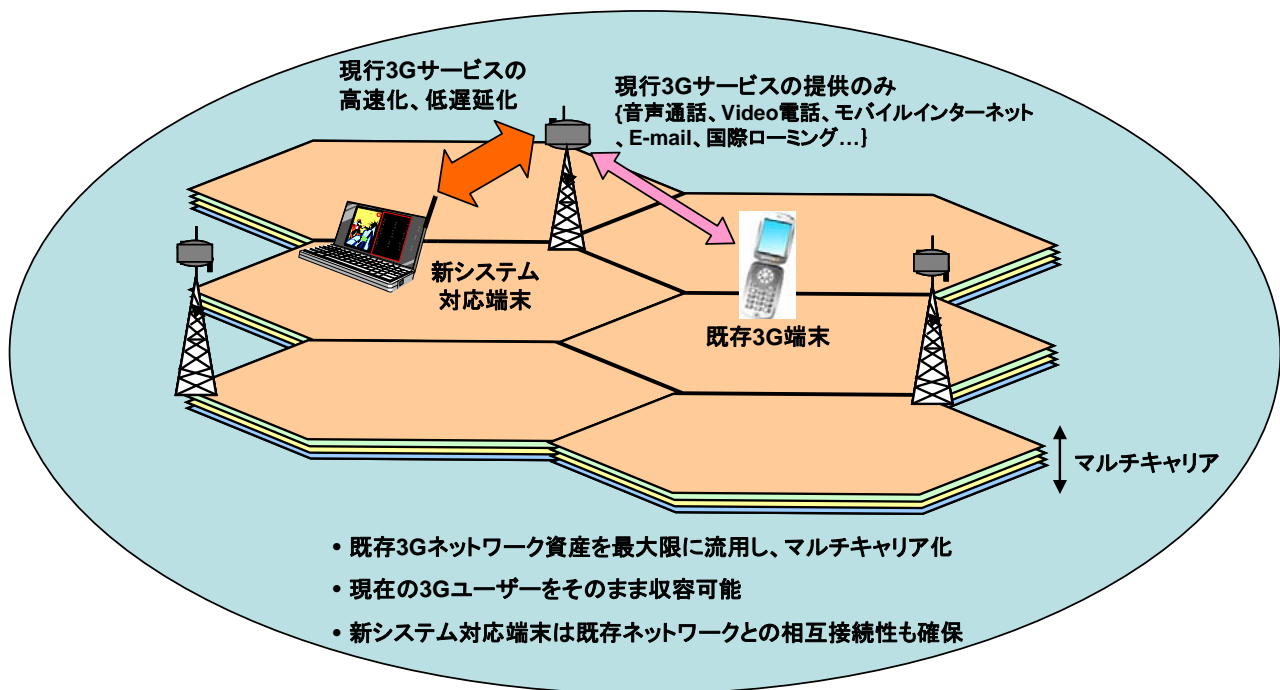 現行3Gサービスの
高速化、低遅延化
現行3Gサービスの提供のみ
{音声通話、Video電話、モバイルインターネット
、E-mail、国際ローミング…}
新システム
対応端末
既存3G端末
マルチキャリア
• 既存3Gネットワーク資産を最大限に流用し、マルチキャリア化
• 現在の3Gユーザーをそのまま収容可能
• 新システム対応端末は既存ネットワークとの相互接続性も確保